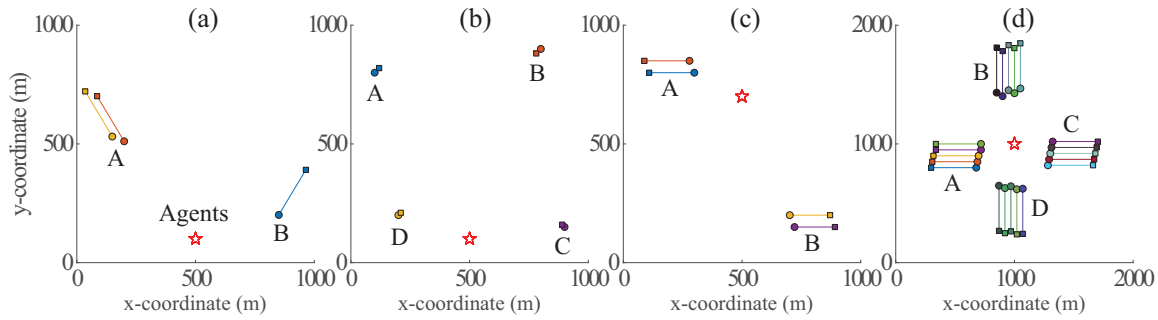 (a) (b) (c) (d)
y-coordinate (m)
1000
500
0
A
Agents
B
0 500 1000
x-coordinate (m)
1000
500
0
A
B
D
C
0 500 1000
x-coordinate (m)
1000
500
0
A
B
0 500 1000
x-coordinate (m)
2000
1000
0
B
C
A
D
0 1000 2000
x-coordinate (m)